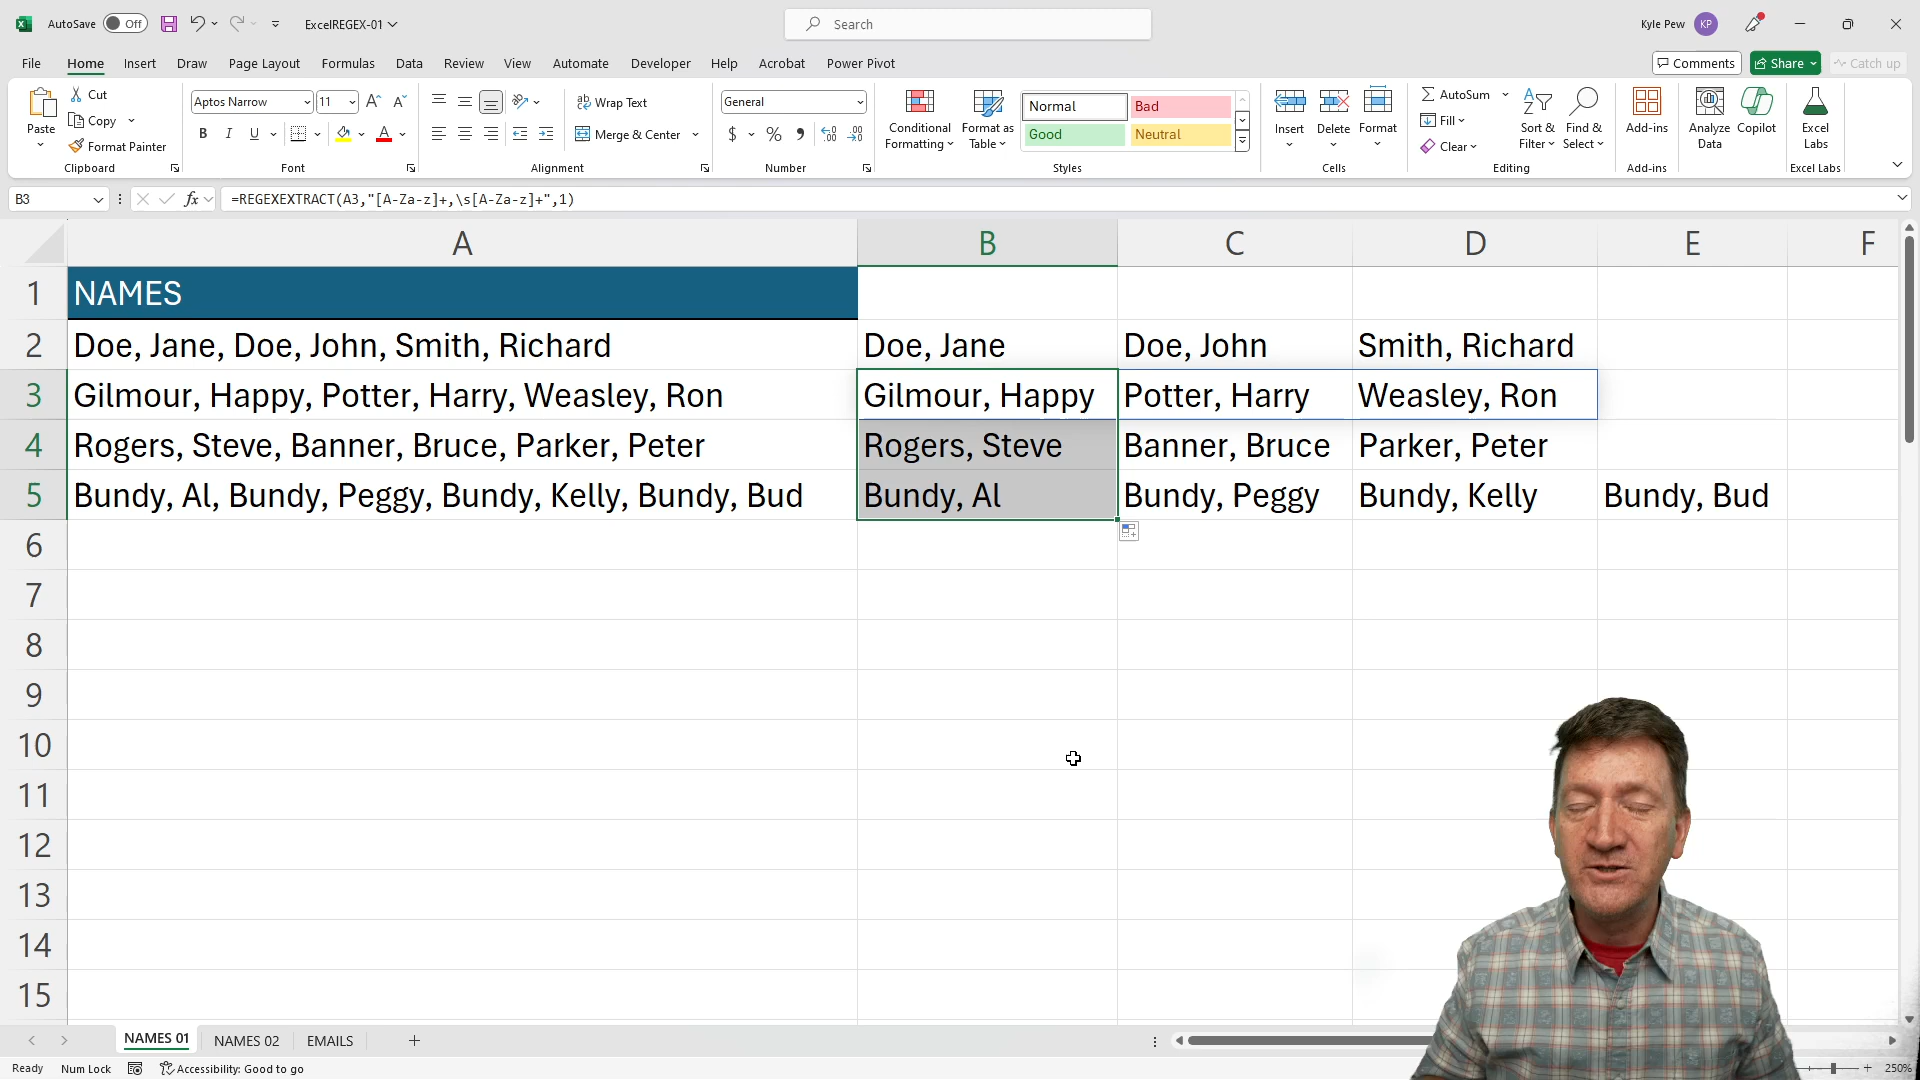 AutoSave Off ExcelREGEX-01 Search Kyle Pew KP
File Home Insert Draw Page Layout Formulas Data Review View Automate Developer Help Acrobat Power Pivot Comments Share Catch up
Paste Cut Copy Format Painter
Clipboard
Aptos Narrow 11
B I U
Font
Wrap Text
Merge & Center
Alignment
General
$ % ,
Number
Conditional Formatting Format as Table
Normal Bad
Good Neutral
Styles
Insert Delete Format
Cells
AutoSum
Fill
Clear
Sort & Filter Find & Select
Editing
Add-ins
Add-ins
Analyze Data Copilot
Excel Labs
Excel Labs
B3 fx =REGEXEXTRACT(A3,"[A-Za-z]+,\s[A-Za-z]+",1)
A B C D E F
1 NAMES
2 Doe, Jane, Doe, John, Smith, Richard Doe, Jane Doe, John Smith, Richard
3 Gilmour, Happy, Potter, Harry, Weasley, Ron Gilmour, Happy Potter, Harry Weasley, Ron
4 Rogers, Steve, Banner, Bruce, Parker, Peter Rogers, Steve Banner, Bruce Parker, Peter
5 Bundy, Al, Bundy, Peggy, Bundy, Kelly, Bundy, Bud Bundy, Al Bundy, Peggy Bundy, Kelly Bundy, Bud
6
7
8
9
10
11
12
13
14
15
NAMES 01 NAMES 02 EMAILS
Ready Num Lock Accessibility: Good to go 250%